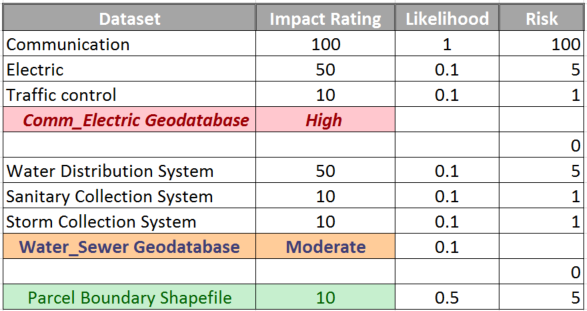 Dataset Impact Rating Likelihood Risk
Communication 100 1 100
Electric 50 0.1 5
Traffic control 10 0.1 1
Comm_Electric Geodatabase High
0
Water Distribution System 50 0.1 5
Sanitary Collection System 10 0.1 1
Storm Collection System 10 0.1 1
Water_Sewer Geodatabase Moderate 0.1
0
Parcel Boundary Shapefile 10 0.5 5